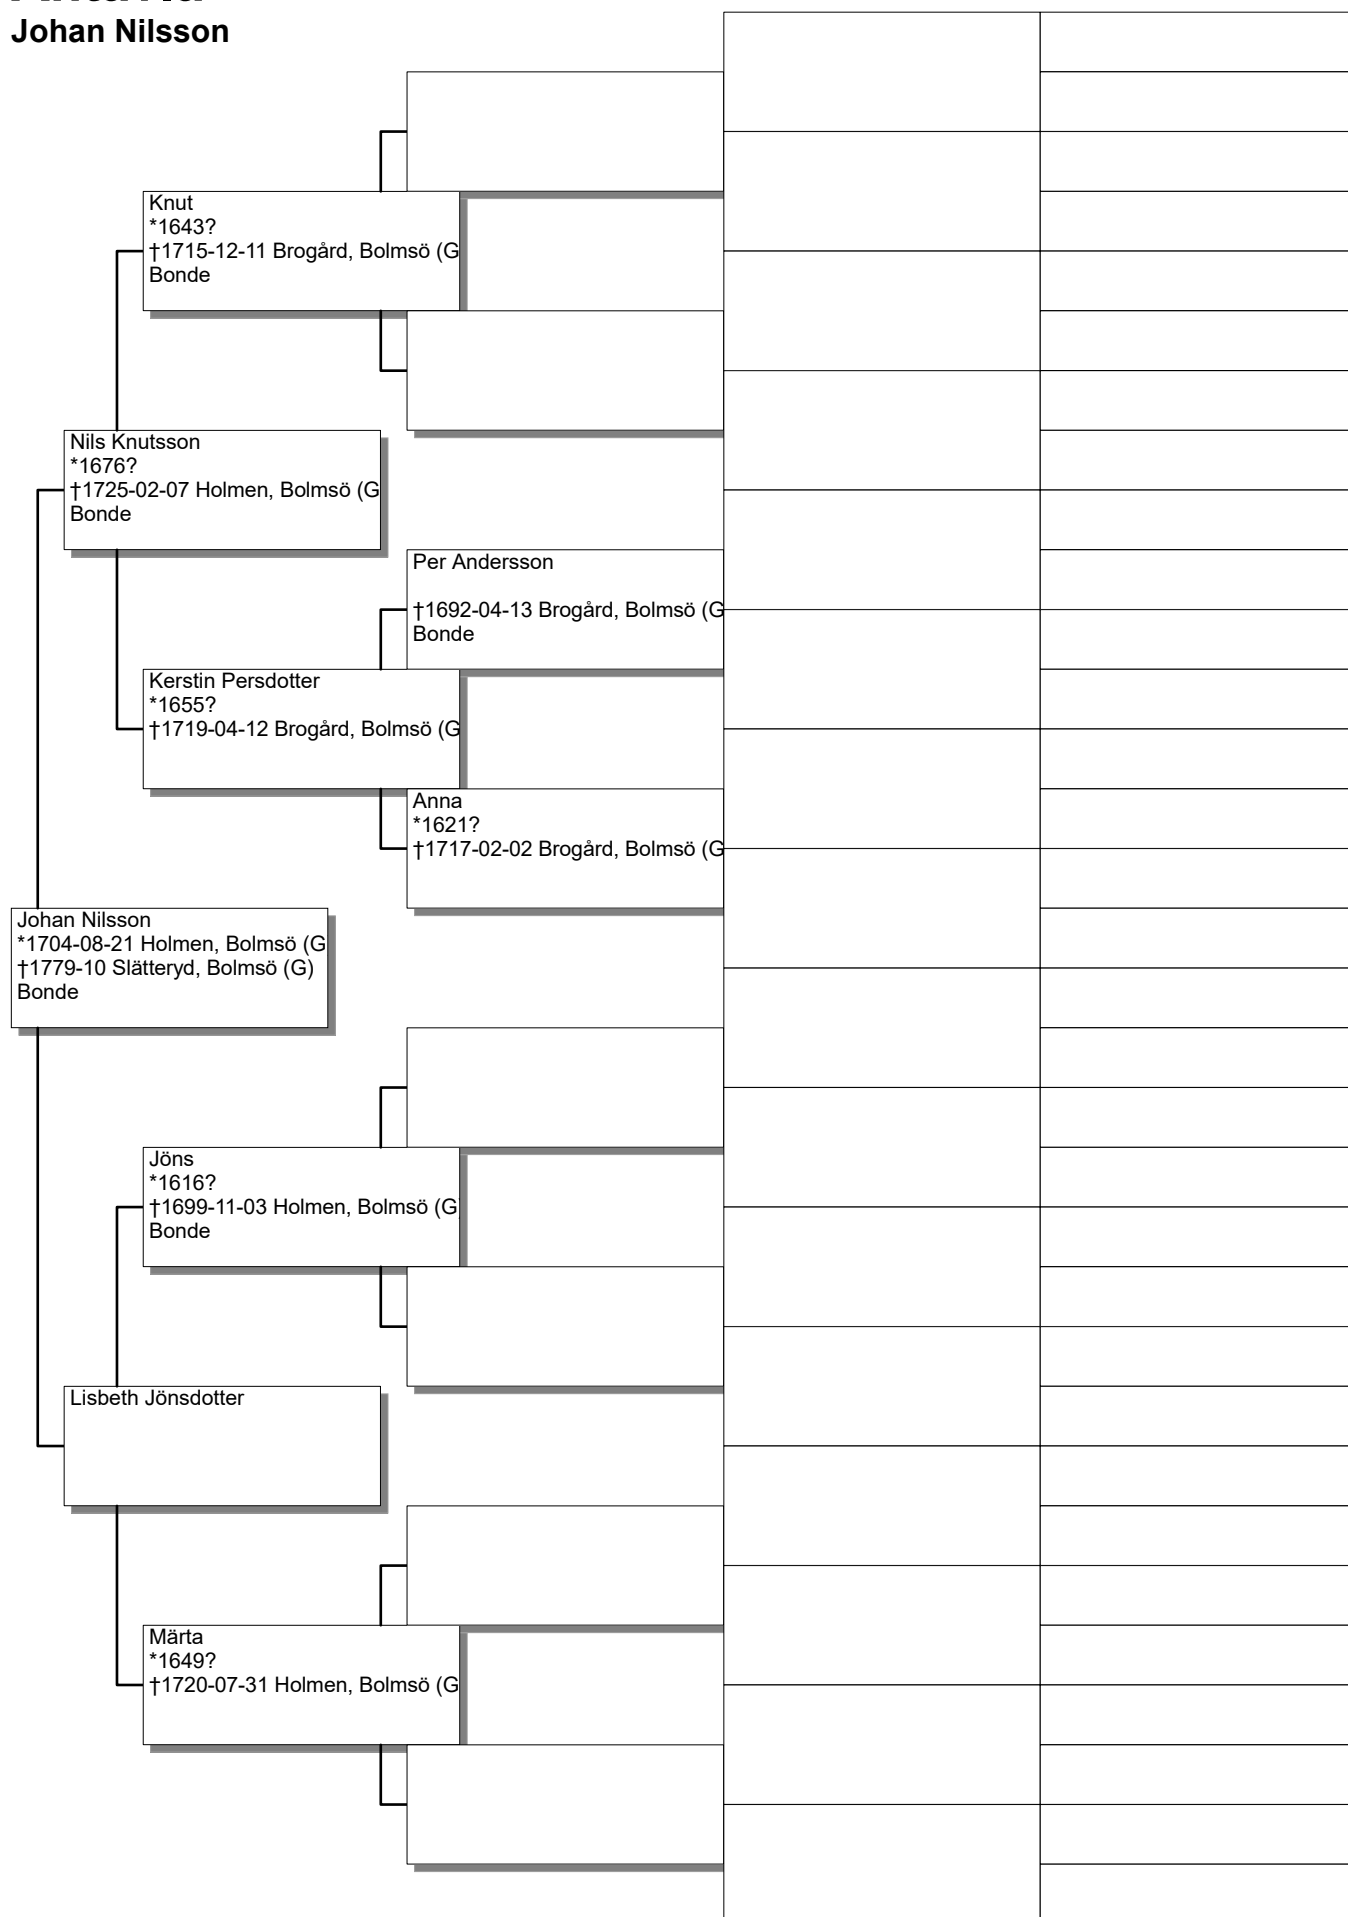 Johan Nilsson
Knut
*1643?
†1715-12-11 Brogård, Bolmsö (G
Bonde
Nils Knutsson
*1676?
†1725-02-07 Holmen, Bolmsö (G
Bonde
Per Andersson
†1692-04-13 Brogård, Bolmsö (G
Bonde
Kerstin Persdotter
*1655?
†1719-04-12 Brogård, Bolmsö (G
Anna
*1621?
†1717-02-02 Brogård, Bolmsö (G
Johan Nilsson
*1704-08-21 Holmen, Bolmsö (G
†1779-10 Slätteryd, Bolmsö (G)
Bonde
Jöns
*1616?
†1699-11-03 Holmen, Bolmsö (G
Bonde
Lisbeth Jönsdotter
Märta
*1649?
†1720-07-31 Holmen, Bolmsö (G